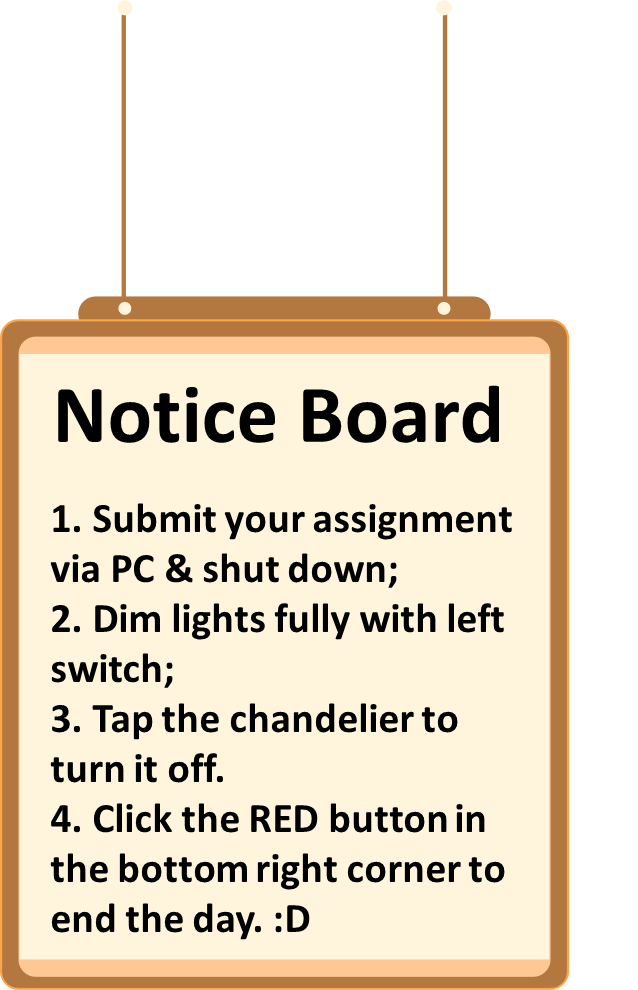 Notice Board
1. Submit your assignment
via PC & shut down;
2. Dim lights fully with left
switch;
3. Tap the chandelier to
turn it off.
4. Click the RED button in
the bottom right corner to
end the day. :D